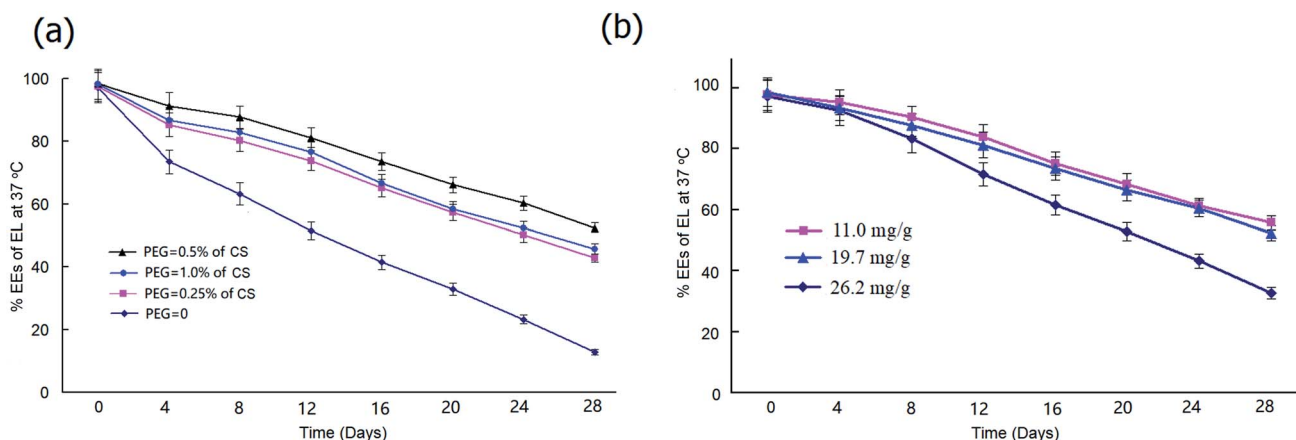 (a)
% EEs of EL at 37 °C
100
80
60
40
20
0
PEG=0.5% of CS
PEG=1.0% of CS
PEG=0.25% of CS
PEG=0
0 4 8 12 16 20 24 28
Time (Days)
(b)
% EEs of EL at 37 °C
100
80
60
40
20
0
11.0 mg/g
19.7 mg/g
26.2 mg/g
0 4 8 12 16 20 24 28
Time (Days)